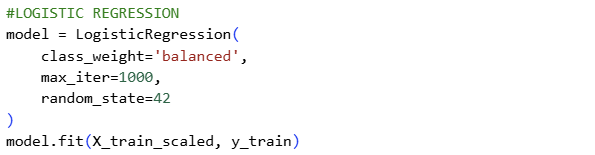 #LOGISTIC REGRESSION
model = LogisticRegression(
    class_weight='balanced',
    max_iter=1000,
    random_state=42
)
model.fit(X_train_scaled, y_train)